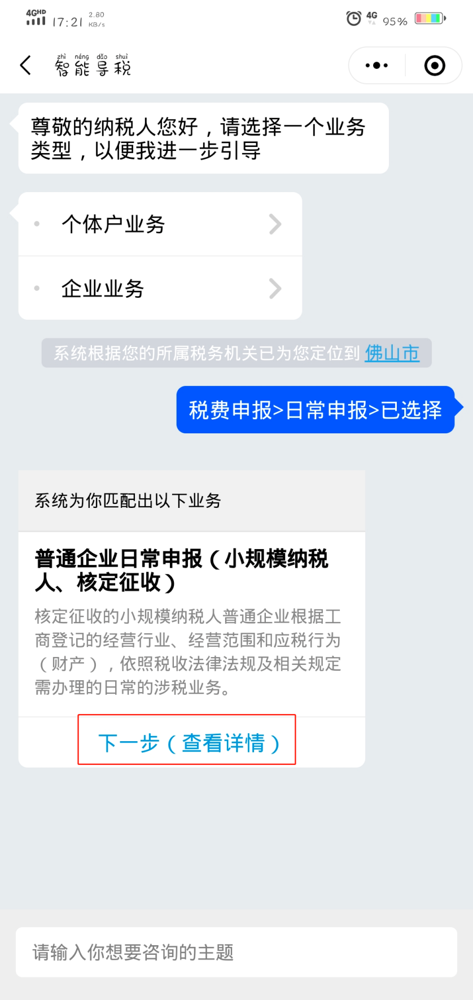 4GHD 17:21 2.80 KB/s 4G 95%
zhì néng dǎo shuì
智能导税
尊敬的纳税人您好，请选择一个业务
类型，以便我进一步引导
个体户业务
企业业务
系统根据您的所属税务机关已为您定位到 佛山市
税费申报>日常申报>已选择
系统为你匹配出以下业务
普通企业日常申报（小规模纳税
人、核定征收）
核定征收的小规模纳税人普通企业根据工
商登记的经营行业、经营范围和应税行为
（财产），依照税收法律法规及相关规定
需办理的日常的涉税业务。
下一步（查看详情）
请输入你想要咨询的主题